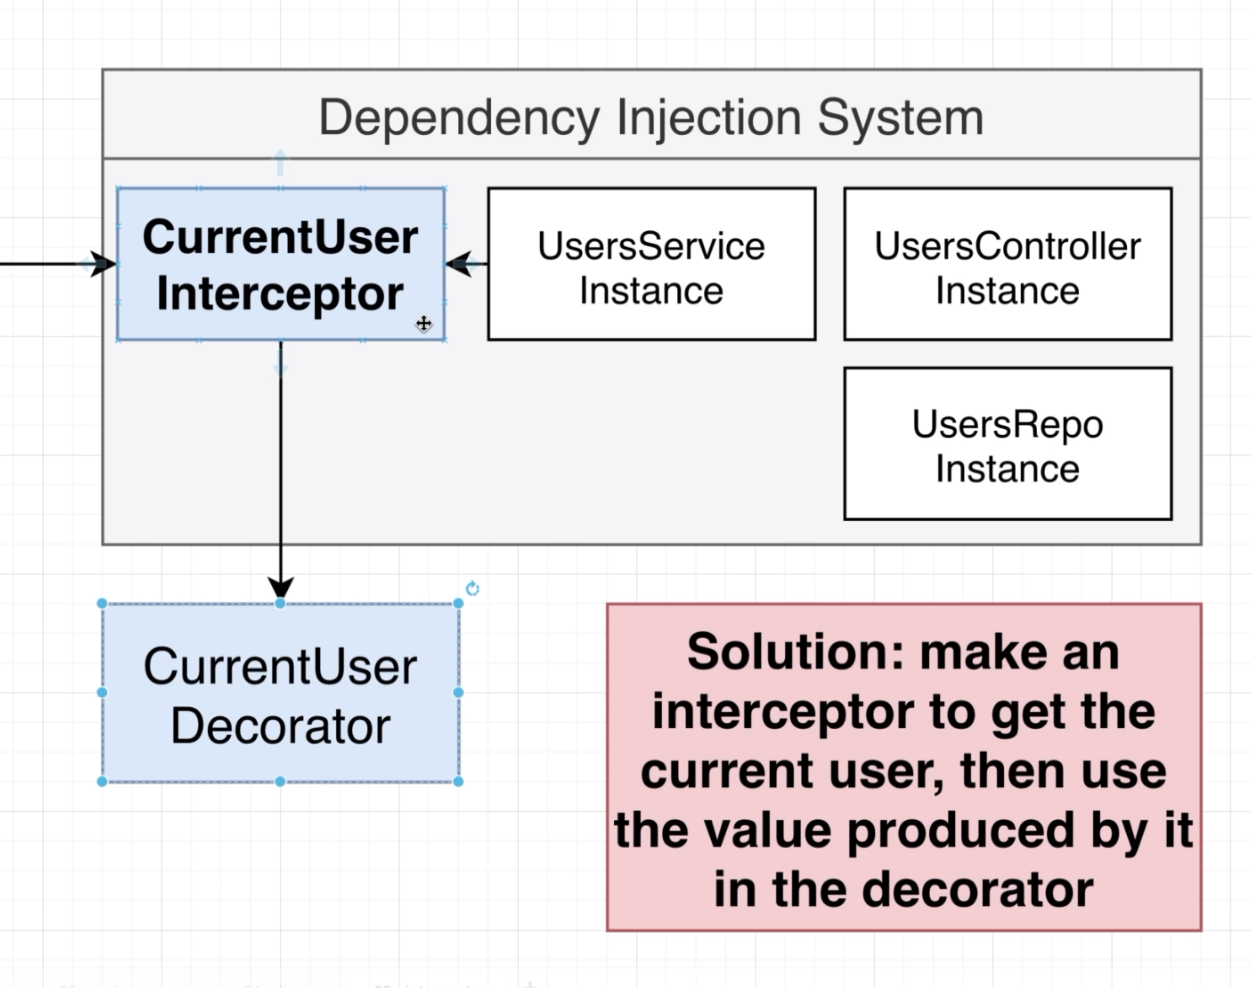 Dependency Injection System
CurrentUser
Interceptor
UsersService
Instance
UsersController
Instance
UsersRepo
Instance
CurrentUser
Decorator
Solution: make an
interceptor to get the
current user, then use
the value produced by it
in the decorator